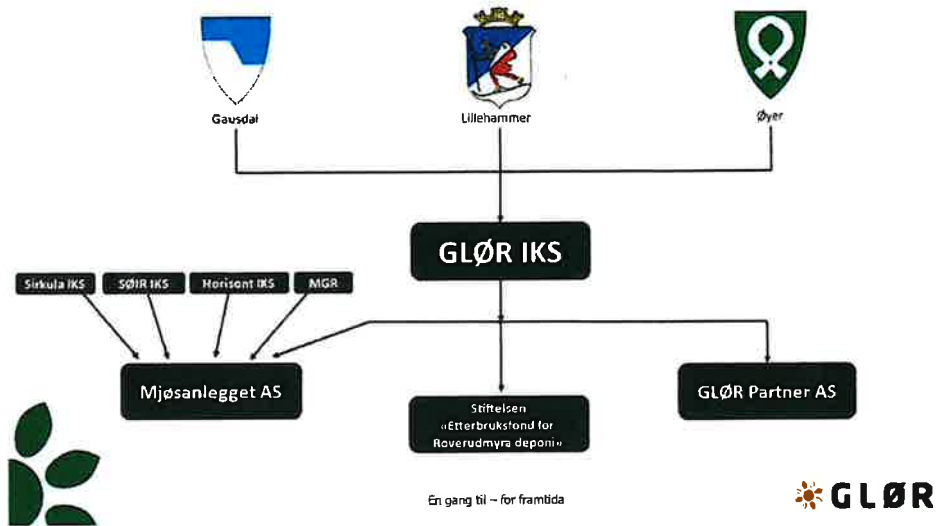 Gausdal
Lillehammer
Øyer
GLØR IKS
Sirkula IKS
SØIR IKS
Horisont IKS
MGR
Mjøsanlegget AS
Stiftelsen
«Etterbruksfond for
Roverudmyra deponi»
GLØR Partner AS
En gang til – for framtida
GLØR